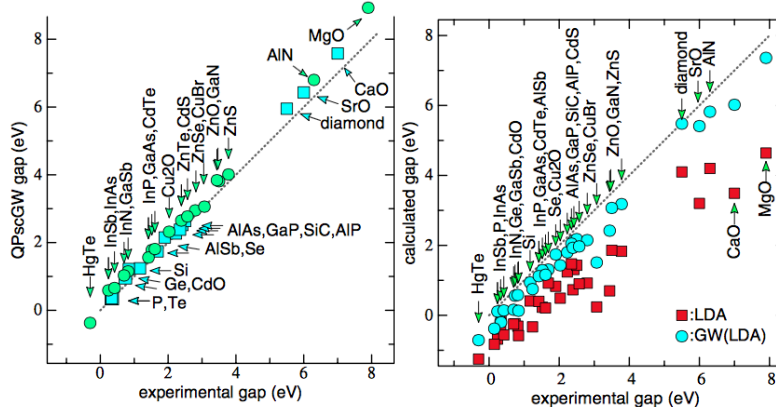 QPscGW gap (eV)
8
6
4
2
0
0
2
4
6
8
experimental gap (eV)
HgTe
InSb,InAs
InN,GaSb
InP,GaAs,CdTe
Cu2O
ZnTe,CdS
ZnSe,CuBr
ZnO,GaN
ZnS
AlN
MgO
CaO
SrO
diamond
AlAs,GaP,SiC,AlP
AlSb,Se
Si
Ge,CdO
P,Te
calculated gap (eV)
8
6
4
2
0
0
2
4
6
8
experimental gap (eV)
HgTe
InSb,P,InAs
InN,Ge,GaSb,CdO
Si
InP,GaAs,CdTe,AlSb
Se,Cu2O
AlAs,GaP,SiC,AlP,CdS
ZnSe,CuBr
ZnO,GaN,ZnS
diamond
SrO
AlN
CaO
MgO
:LDA
:GW(LDA)